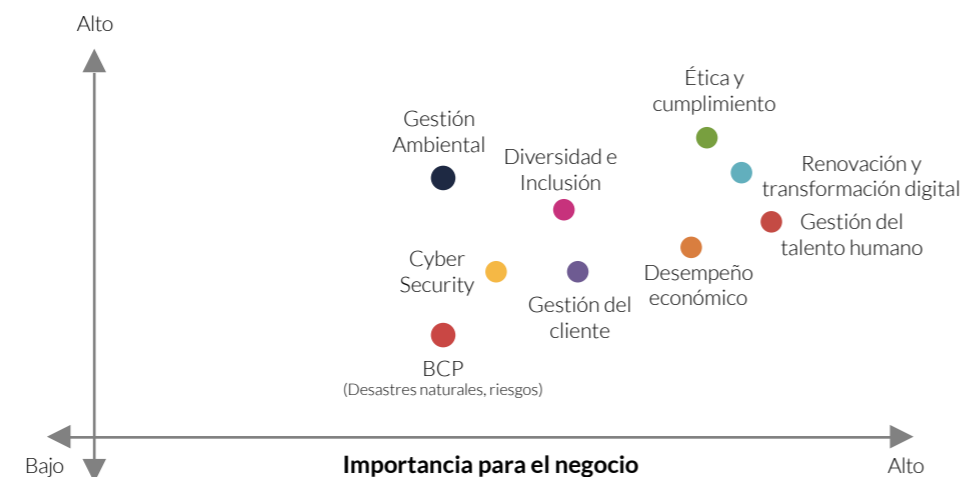 Alto
Ética y
cumplimiento
Gestión
Ambiental
Diversidad e
Inclusión
Renovación y
transformación digital
Gestión del
talento humano
Cyber
Security
Desempeño
económico
Gestión del
cliente
BCP
(Desastres naturales, riesgos)
Bajo
Importancia para el negocio
Alto